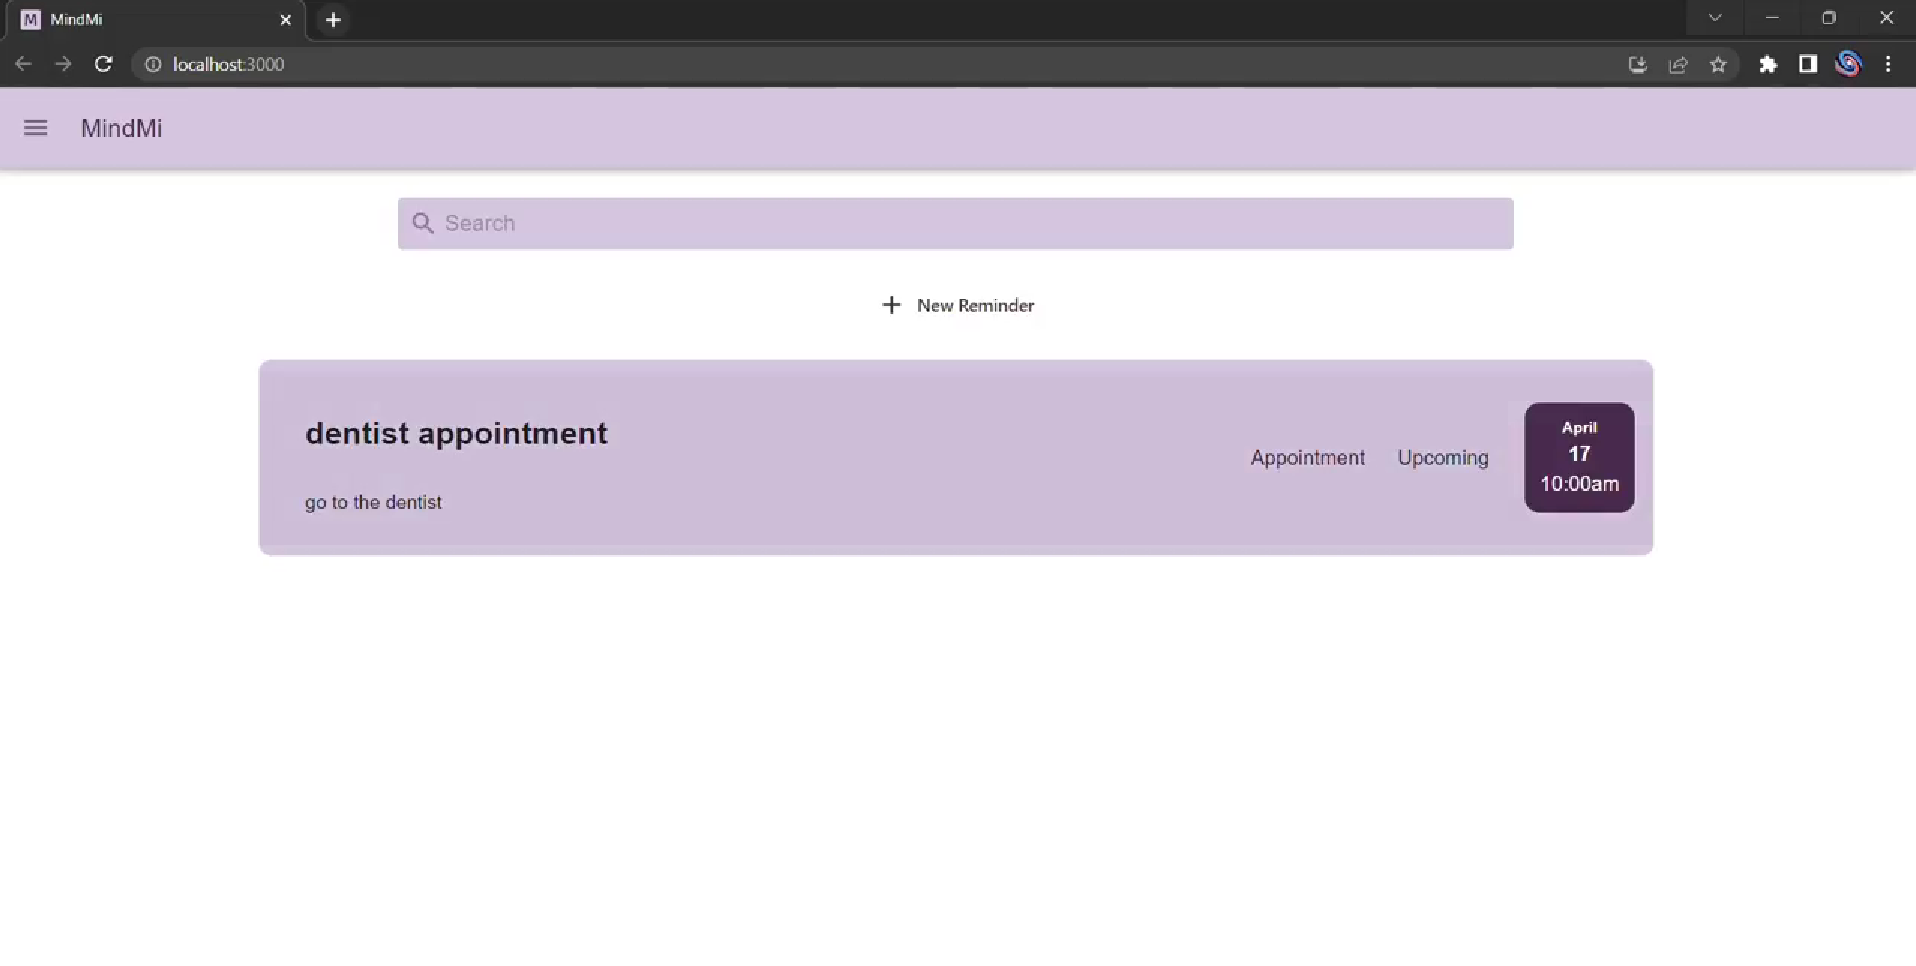 M MindMi
localhost:3000
MindMi
Search
New Reminder
dentist appointment
go to the dentist
Appointment Upcoming
April
17
10:00am